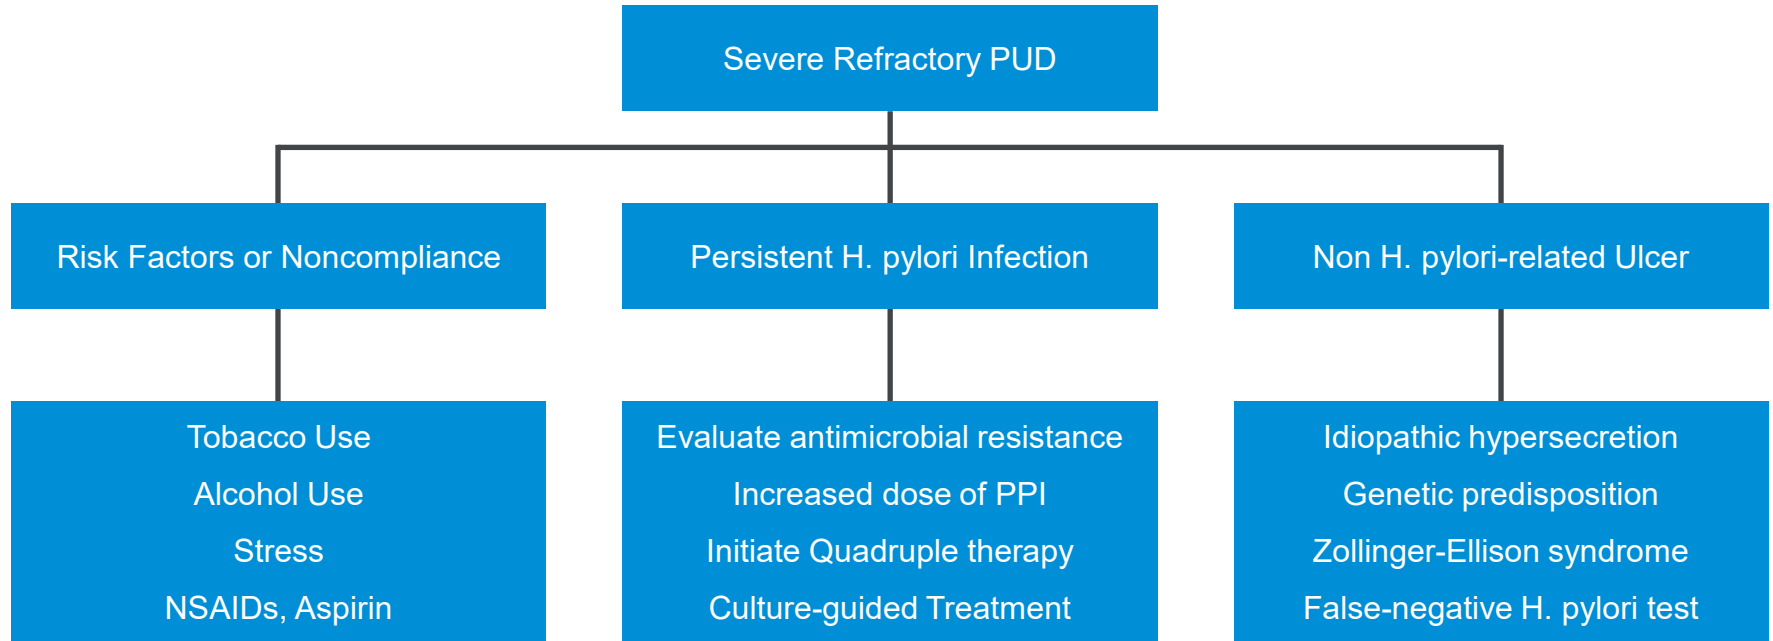 Severe Refractory PUD
Risk Factors or Noncompliance
Persistent H. pylori Infection
Non H. pylori-related Ulcer
Tobacco Use
Alcohol Use
Stress
NSAIDs, Aspirin
Evaluate antimicrobial resistance
Increased dose of PPI
Initiate Quadruple therapy
Culture-guided Treatment
Idiopathic hypersecretion
Genetic predisposition
Zollinger-Ellison syndrome
False-negative H. pylori test